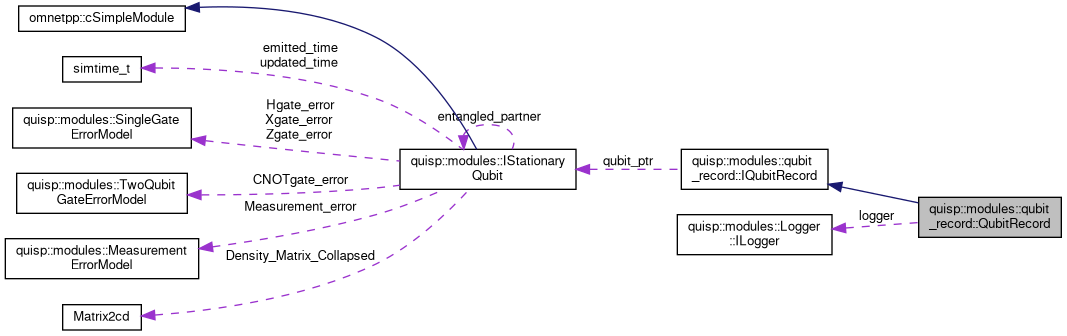 omnetpp::cSimpleModule
simtime_t
emitted_time
updated_time
quisp::modules::SingleGate
ErrorModel
Hgate_error
Xgate_error
Zgate_error
quisp::modules::TwoQubit
GateErrorModel
CNOTgate_error
quisp::modules::Measurement
ErrorModel
Measurement_error
Matrix2cd
Density_Matrix_Collapsed
entangled_partner
quisp::modules::IStationary
Qubit
qubit_ptr
quisp::modules::qubit
_record::IQubitRecord
quisp::modules::Logger
::ILogger
logger
quisp::modules::qubit
_record::QubitRecord